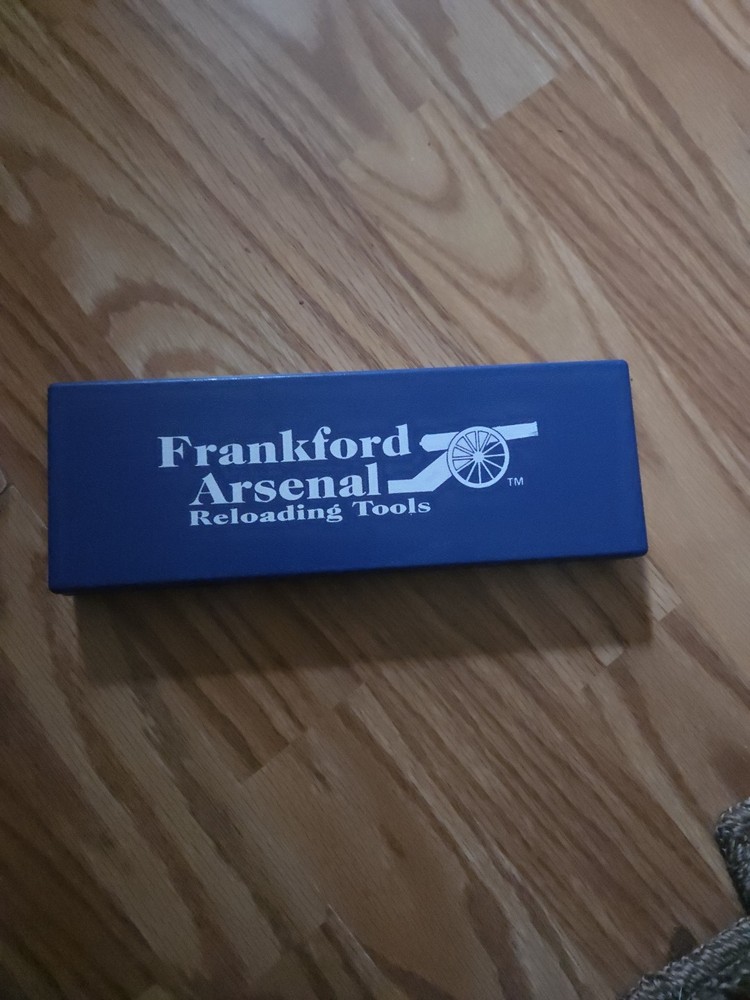 Frankford
Arsenal
Reloading Tools
TM